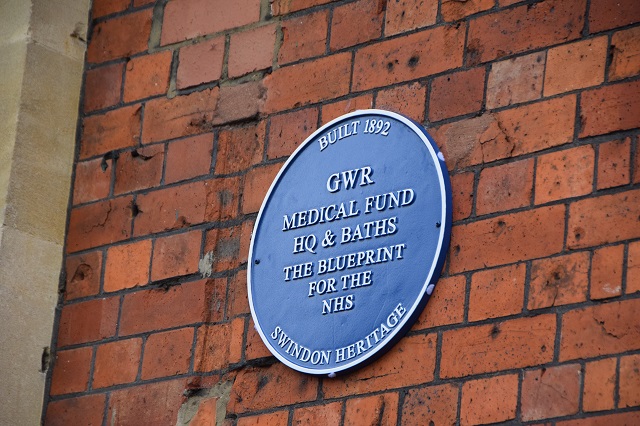 BUILT 1892
GWR
MEDICAL FUND
HQ & BATHS
THE BLUEPRINT
FOR THE
NHS
SWINDON HERITAGE